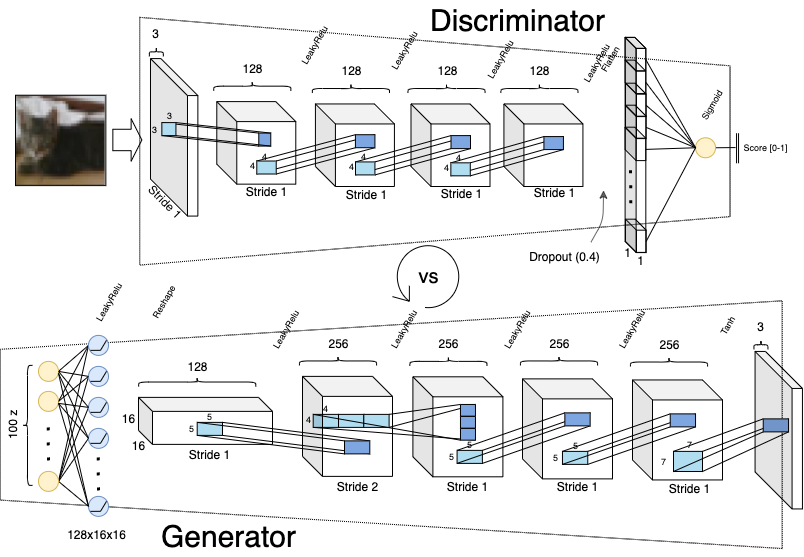 Discriminator
3
128
LeakyRelu
128
LeakyRelu
128
LeakyRelu
128
LeakyRelu
Flatten
Sigmoid
3
3
4
4
4
4
4
4
Score [0-1]
Stride 1
Stride 1
Stride 1
Stride 1
Stride 1
Dropout (0.4)
1
1
vs
LeakyRelu
Reshape
LeakyRelu
LeakyRelu
LeakyRelu
LeakyRelu
Tanh
128
256
256
256
256
3
100 z
16
16
5
5
4
4
5
5
5
5
7
7
Stride 1
Stride 2
Stride 1
Stride 1
Stride 1
128x16x16
Generator